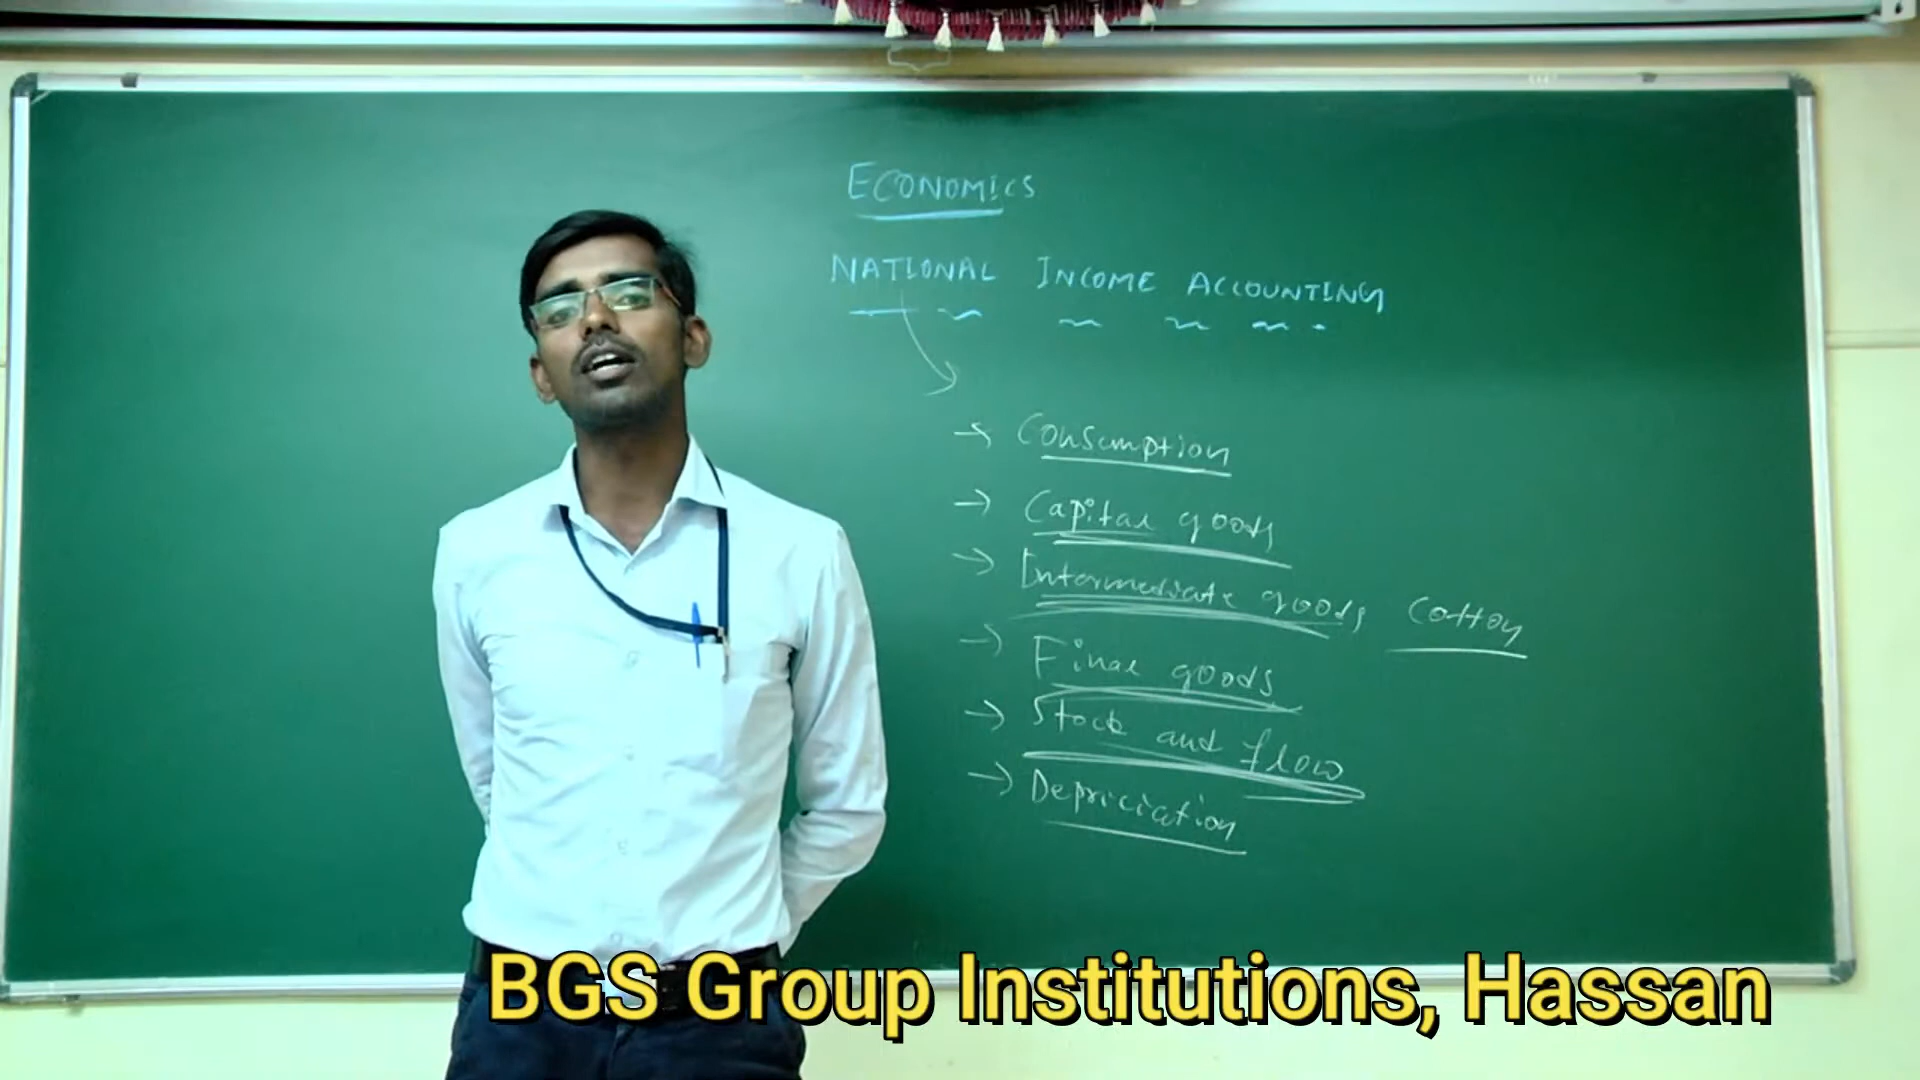 ECONOMICS
NATIONAL INCOME ACCOUNTING
→ Consumption
→ Capital goods
→ Intermediate goods Cotton
→ Final goods
→ Stock and flow
→ Depriciation
BGS Group Institutions, Hassan